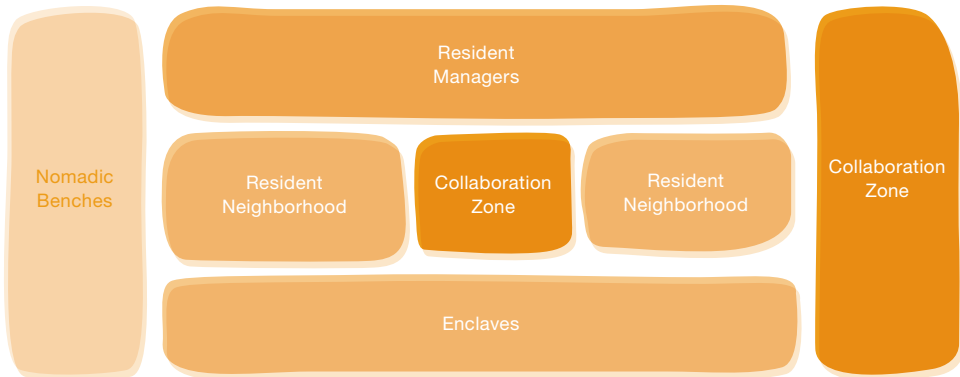 Nomadic
Benches
Resident
Managers
Resident
Neighborhood
Collaboration
Zone
Resident
Neighborhood
Enclaves
Collaboration
Zone